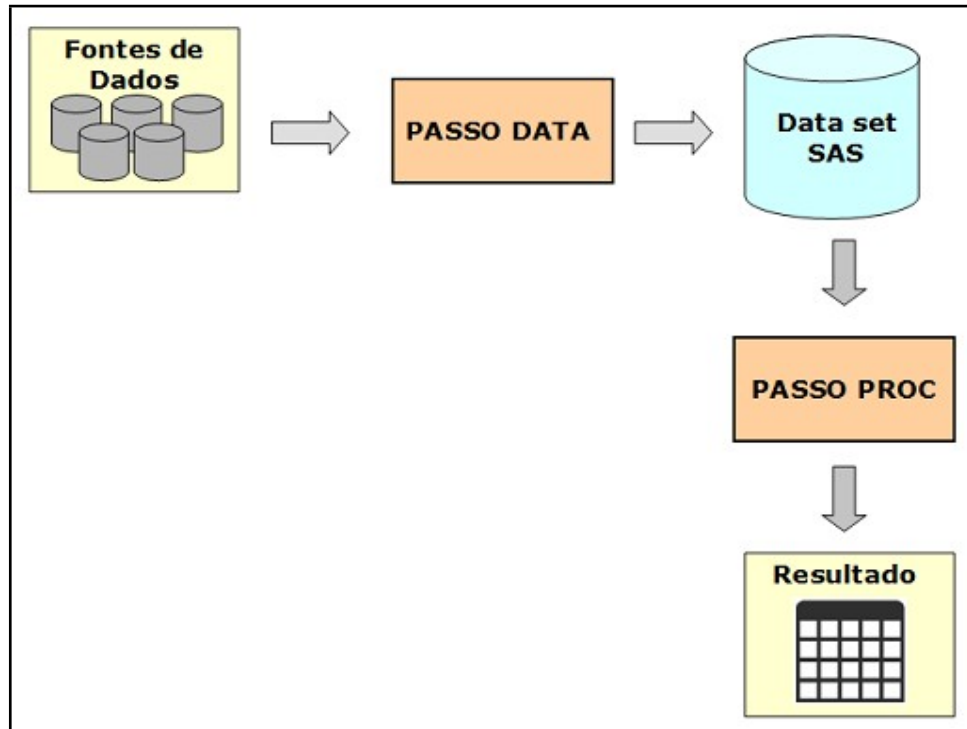 Fontes de
Dados
PASSO DATA
Data set
SAS
PASSO PROC
Resultado